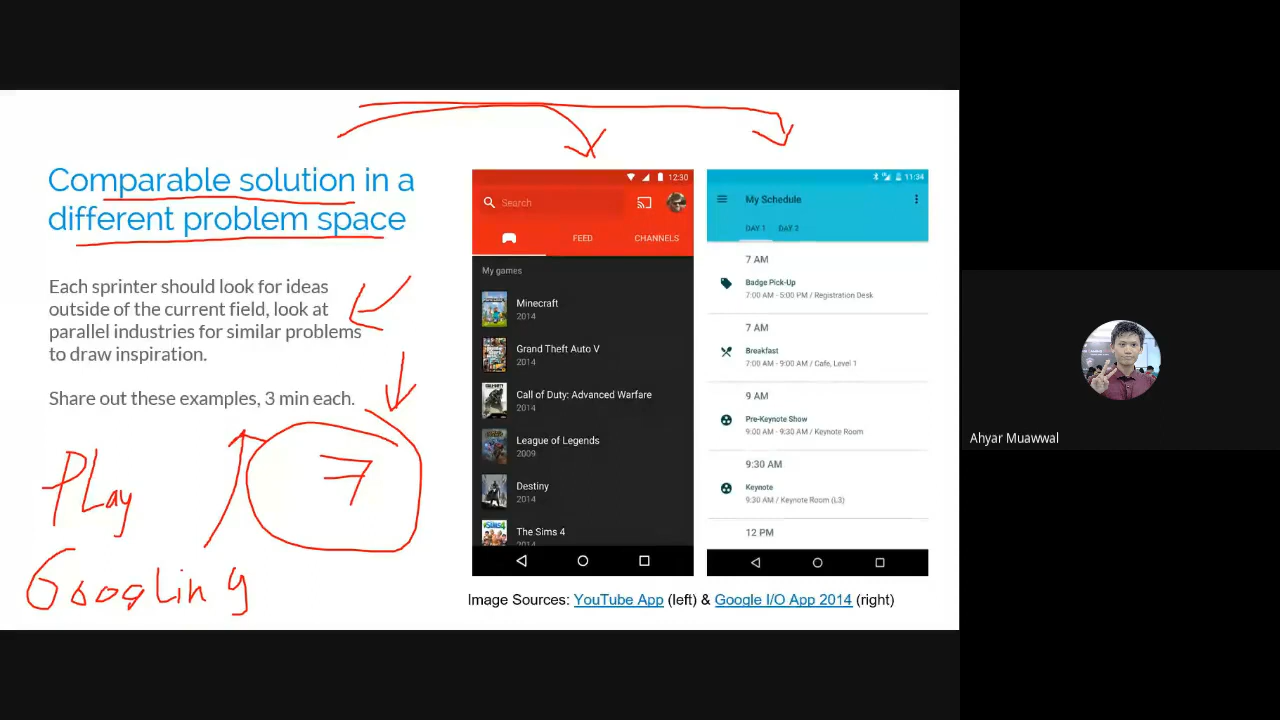 Comparable solution in a
different problem space
Each sprinter should look for ideas
outside of the current field, look at
parallel industries for similar problems
to draw inspiration.
Share out these examples, 3 min each.
7
PLay
GoogLing
12:30
Search
FEED
CHANNELS
My games
Minecraft
2014
Grand Theft Auto V
2014
Call of Duty: Advanced Warfare
2014
League of Legends
2009
Destiny
2014
The Sims 4
2014
11:34
My Schedule
DAY 1 DAY 2
7 AM
Badge Pick-Up
7:00 AM - 5:00 PM / Registration Desk
7 AM
Breakfast
7:00 AM - 9:00 AM / Cafe, Level 1
9 AM
Pre-Keynote Show
9:00 AM - 9:30 AM / Keynote Room
9:30 AM
Keynote
9:30 AM / Keynote Room (L3)
12 PM
Image Sources: YouTube App (left) & Google I/O App 2014 (right)
Ahyar Muawwal